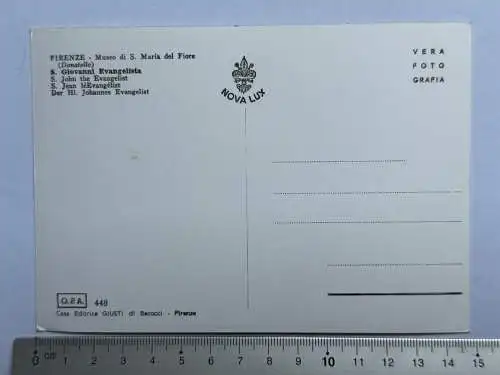 FIRENZE - Museo di S. Maria del Fiore
(Donatello)
S. Giovanni Evangelista
S. John the Evangelist
S. Jean l'Evangélist
Der Hl. Johannes Evangelist
NOVA LUX
VERA
FOTO
GRAFIA
O.P.A. 448
Casa Editrice GIUSTI di Becocci - Firenze
0 1 2 3 4 5 6 7 8 9 10 11 12 13 14 15
cm